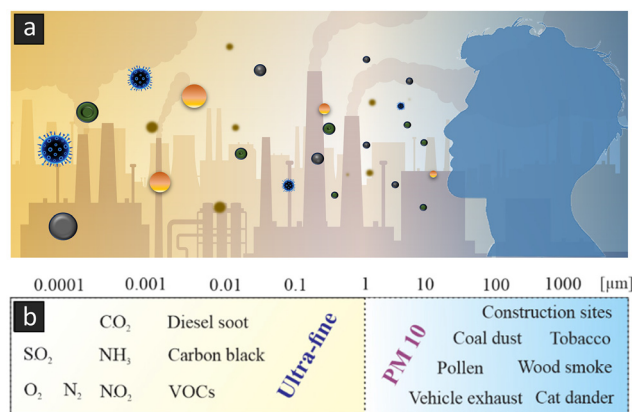 a
0.0001 0.001 0.01 0.1 1 10 100 1000 [µm]
b
CO₂ Diesel soot
SO₂ NH₃ Carbon black
O₂ N₂ NO₂ VOCs
Ultra-fine
PM 10
Construction sites
Coal dust Tobacco
Pollen Wood smoke
Vehicle exhaust Cat dander